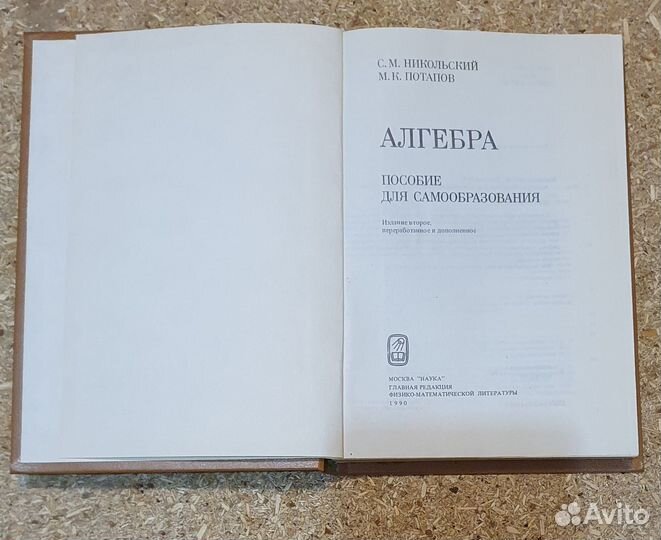 С. М. НИКОЛЬСКИЙ
М. К. ПОТАПОВ
АЛГЕБРА
ПОСОБИЕ
ДЛЯ САМООБРАЗОВАНИЯ
Издание второе,
переработанное и дополненное
МОСКВА "НАУКА"
ГЛАВНАЯ РЕДАКЦИЯ
ФИЗИКО-МАТЕМАТИЧЕСКОЙ ЛИТЕРАТУРЫ
1990
Avito